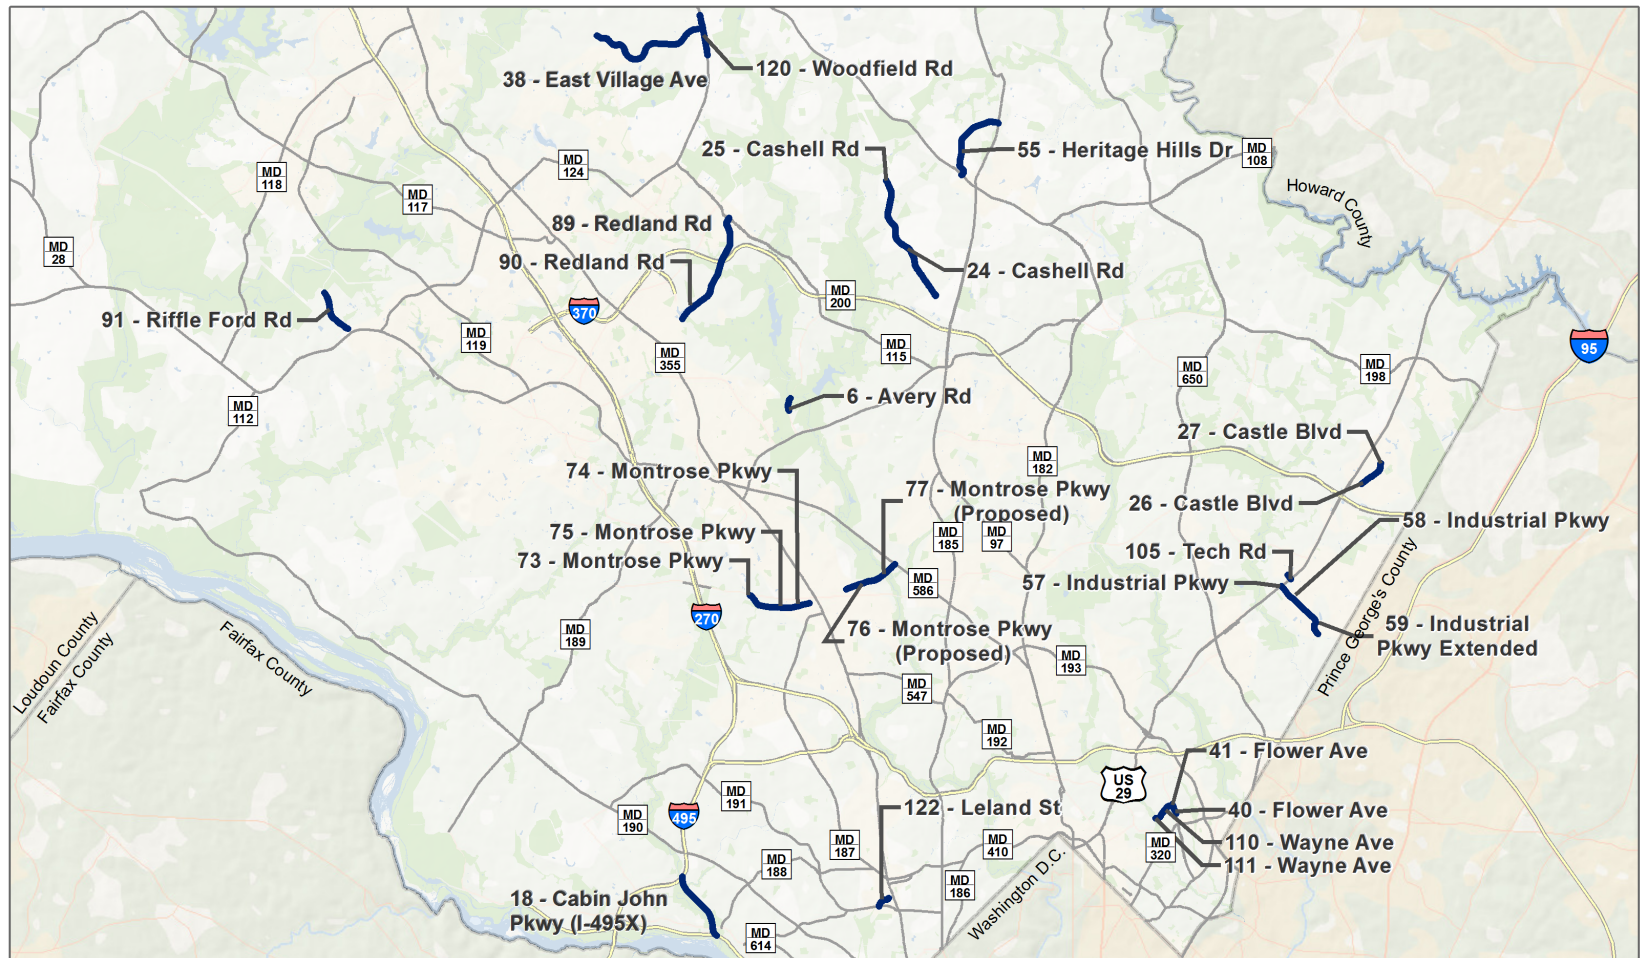 38 - East Village Ave
120 - Woodfield Rd
25 - Cashell Rd
55 - Heritage Hills Dr
MD
108
MD
124
MD
118
MD
117
Howard County
89 - Redland Rd
MD
28
90 - Redland Rd
24 - Cashell Rd
MD
200
370
91 - Riffle Ford Rd
MD
119
MD
355
MD
115
95
MD
650
MD
198
6 - Avery Rd
MD
112
27 - Castle Blvd
MD
182
74 - Montrose Pkwy
77 - Montrose Pkwy
(Proposed)
26 - Castle Blvd
58 - Industrial Pkwy
75 - Montrose Pkwy
MD
185
MD
97
105 - Tech Rd
73 - Montrose Pkwy
MD
586
57 - Industrial Pkwy
270
Prince George's County
MD
189
76 - Montrose Pkwy
(Proposed)
59 - Industrial
Pkwy Extended
Loudoun County
Fairfax County
Fairfax County
MD
193
MD
547
MD
192
41 - Flower Ave
US
29
MD
191
495
MD
190
122 - Leland St
40 - Flower Ave
MD
187
MD
410
MD
320
110 - Wayne Ave
111 - Wayne Ave
MD
188
MD
186
Washington D.C.
18 - Cabin John
Pkwy (I-495X)
MD
614